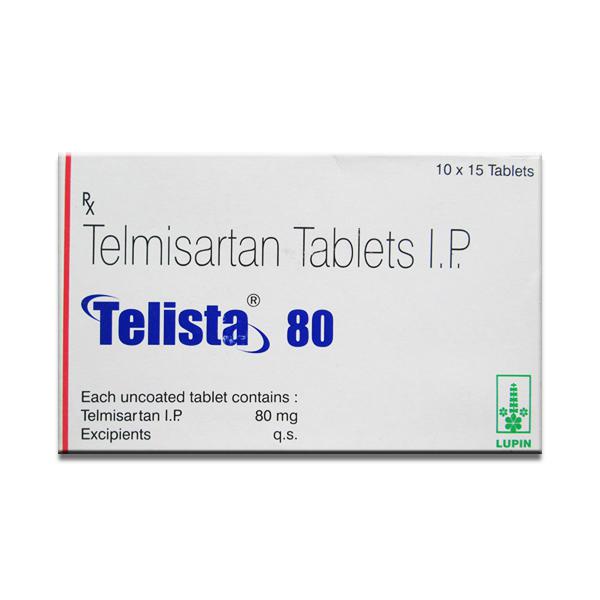 10 x 15 Tablets
Rx
Telmisartan Tablets I.P.
Telista® 80
Each uncoated tablet contains :
Telmisartan I.P. 80 mg
Excipients q.s.
LUPIN